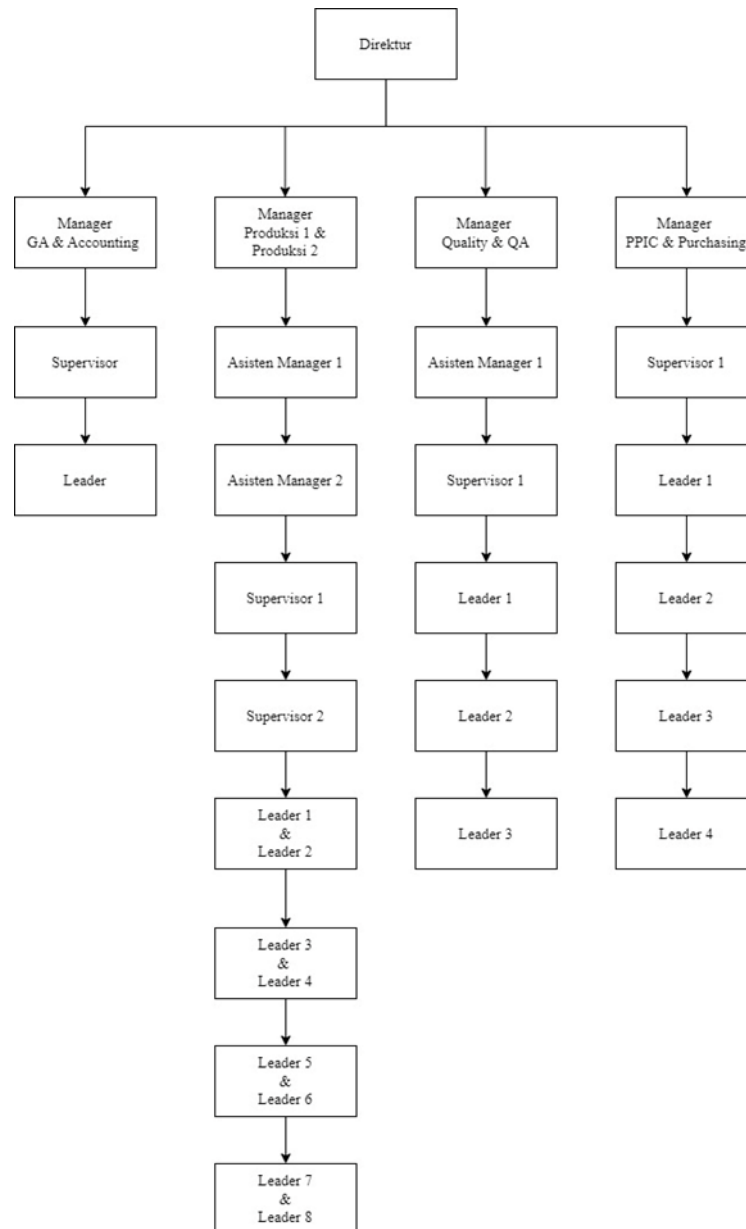 Direktur
Manager
GA & Accounting
Manager
Produksi 1 &
Produksi 2
Manager
Quality & QA
Manager
PPIC & Purchasing
Supervisor
Asisten Manager 1
Asisten Manager 1
Supervisor 1
Leader
Asisten Manager 2
Supervisor 1
Leader 1
Supervisor 1
Leader 1
Leader 2
Supervisor 2
Leader 2
Leader 3
Leader 1
&
Leader 2
Leader 3
Leader 4
Leader 3
&
Leader 4
Leader 5
&
Leader 6
Leader 7
&
Leader 8